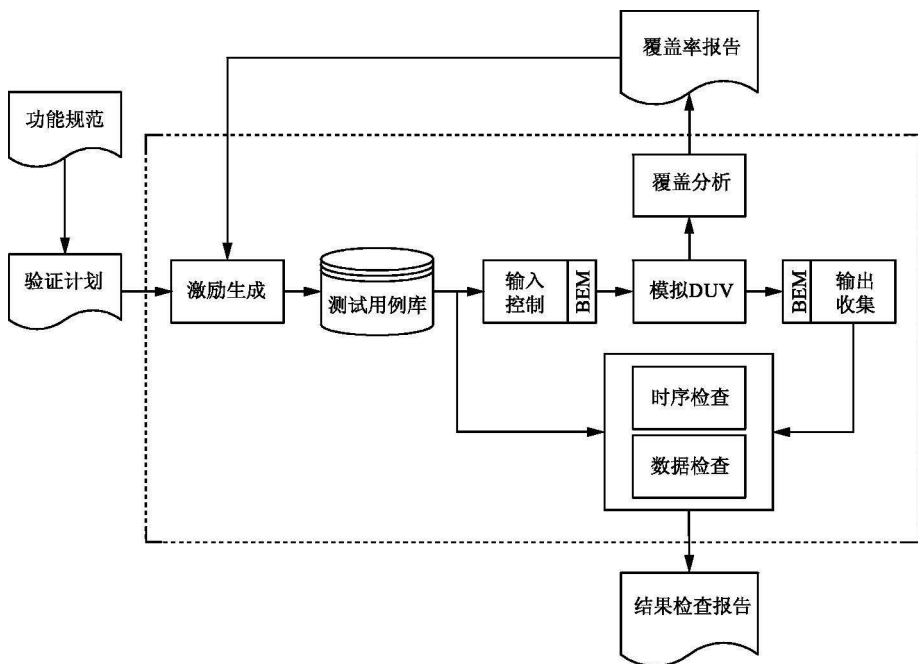 覆盖率报告
功能规范
覆盖分析
验证计划
激励生成
测试用例库
输入
控制
BEM
模拟DUV
BEM
输出
收集
时序检查
数据检查
结果检查报告